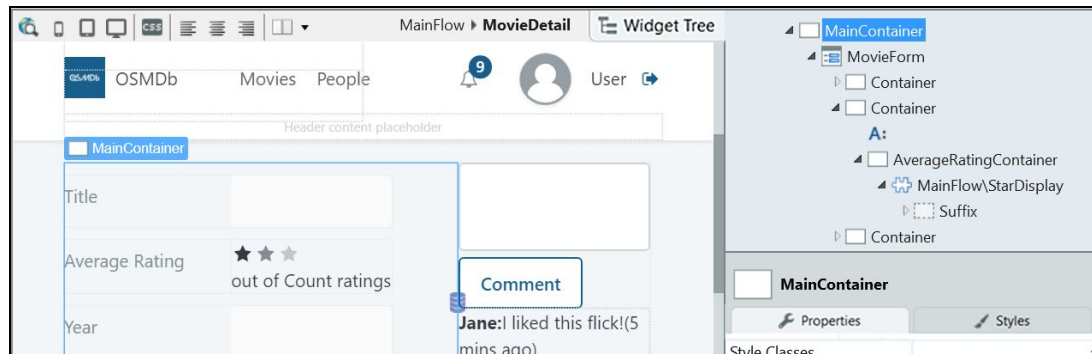 css MainFlow MovieDetail Widget Tree
OSMDb OSMDb Movies People 9 User
Header content placeholder
MainContainer
Title
Average Rating
out of Count ratings
Year
Comment
Jane:I liked this flick!(5
mins ago)
MainContainer
MovieForm
Container
Container
A:
AverageRatingContainer
MainFlow\StarDisplay
Suffix
Container
MainContainer
Properties Styles
Style Classes